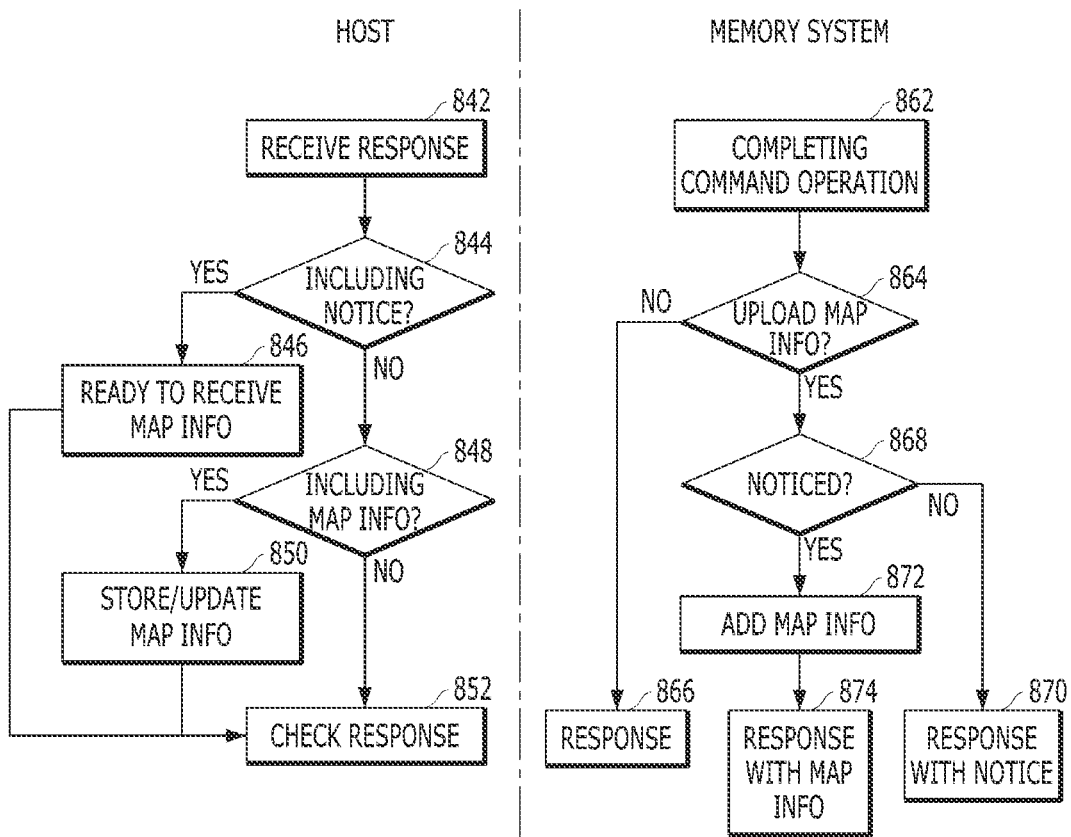 HOST
842
RECEIVE RESPONSE
844
YES
INCLUDING
NOTICE?
846
NO
READY TO RECEIVE
MAP INFO
848
YES
INCLUDING
MAP INFO?
850
NO
STORE/UPDATE
MAP INFO
852
CHECK RESPONSE
MEMORY SYSTEM
862
COMPLETING
COMMAND OPERATION
864
NO
UPLOAD MAP
INFO?
YES
868
NOTICED?
NO
YES
872
ADD MAP INFO
866
RESPONSE
874
RESPONSE
WITH MAP
INFO
870
RESPONSE
WITH NOTICE